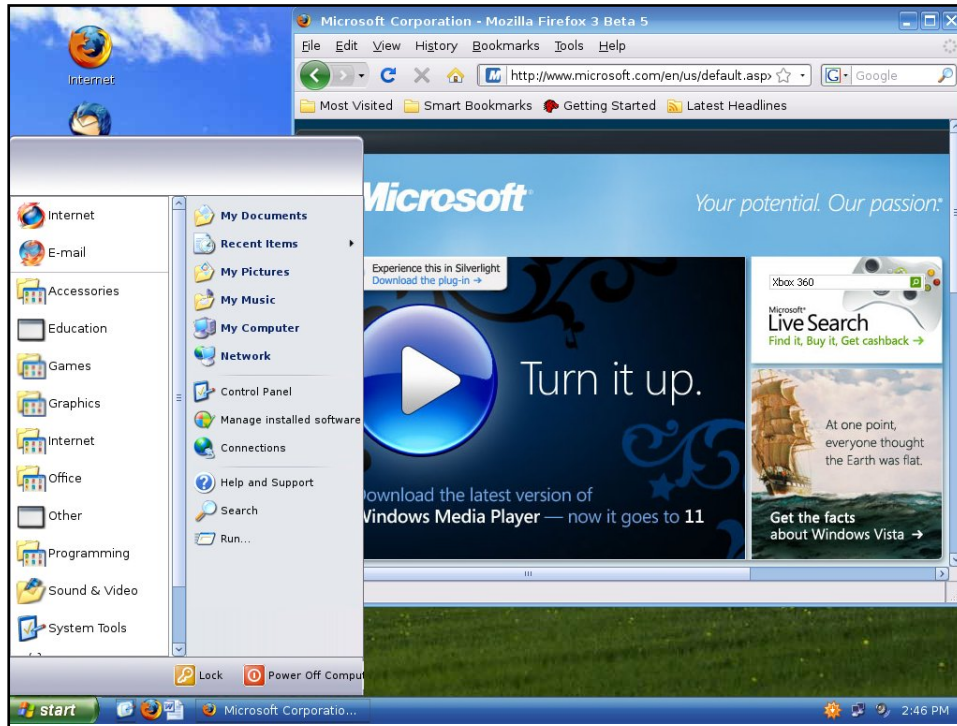 Microsoft Corporation - Mozilla Firefox 3 Beta 5
File Edit View History Bookmarks Tools Help
http://www.microsoft.com/en/us/default.asp
G Google
Most Visited Smart Bookmarks Getting Started Latest Headlines
Internet
Microsoft
Your potential. Our passion.
Experience this in Silverlight
Download the plug-in →
Turn it up.
Download the latest version of
Windows Media Player — now it goes to 11
Xbox 360
Microsoft
Live Search
Find it, Buy it, Get cashback →
At one point,
everyone thought
the Earth was flat.
Get the facts
about Windows Vista →
Internet
E-mail
Accessories
Education
Games
Graphics
Internet
Office
Other
Programming
Sound & Video
System Tools
My Documents
Recent Items
My Pictures
My Music
My Computer
Network
Control Panel
Manage installed software
Connections
Help and Support
Search
Run...
Lock Power Off Comput
start Microsoft Corporatio... 2:46 PM